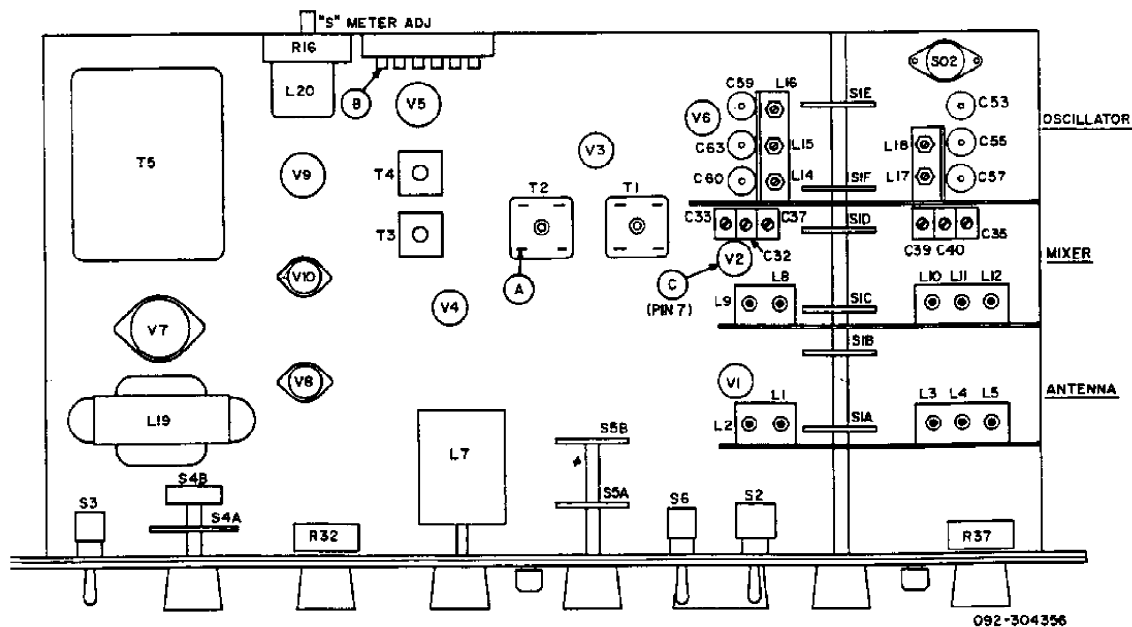 "S" METER ADJ
R16
SO2
C59
L16
S1E
C53
L20
B
V5
V6
OSCILLATOR
C63
L15
L18
C55
V3
T5
V9
T4
C60
L14
S1F
L17
C57
T2
T1
C33
C37
S1D
C35
T3
C32
C39
C40
MIXER
A
C
V2
(PIN 7)
V10
V4
L9
L8
S1C
L10
L11
L12
V7
S1B
V8
V1
ANTENNA
L19
L2
L1
S1A
L3
L4
L5
L7
S5B
S4B
S3
S4A
S5A
S6
S2
R32
R37
092-304356